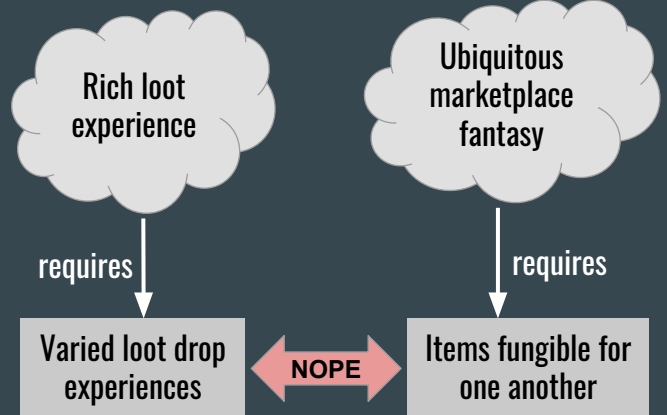 Rich loot
experience
Ubiquitous
marketplace
fantasy
requires
requires
Varied loot drop
experiences
NOPE
Items fungible for
one another